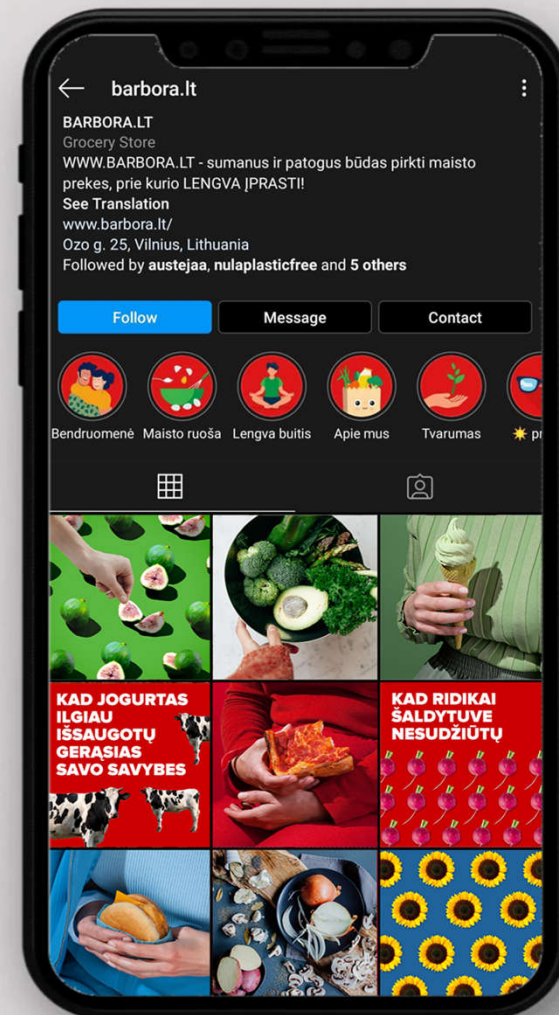 barbora.lt
BARBORA.LT
Grocery Store
WWW.BARBORA.LT - sumanus ir patogus būdas pirkti maisto
prekes, prie kurio LENGVA ĮPRASTI!
See Translation
www.barbora.lt/
Ozo g. 25, Vilnius, Lithuania
Followed by austejaa, nulaplasticfree and 5 others
Follow Message Contact
Bendruomenė Maisto ruoša Lengva buitis Apie mus Tvarumas
KAD JOGURTAS
ILGIAU
IŠSAUGOTŲ
GERĄSIAS
SAVO SAVYBES
KAD RIDIKAI
ŠALDYTUVE
NESUDŽIŪTŲ